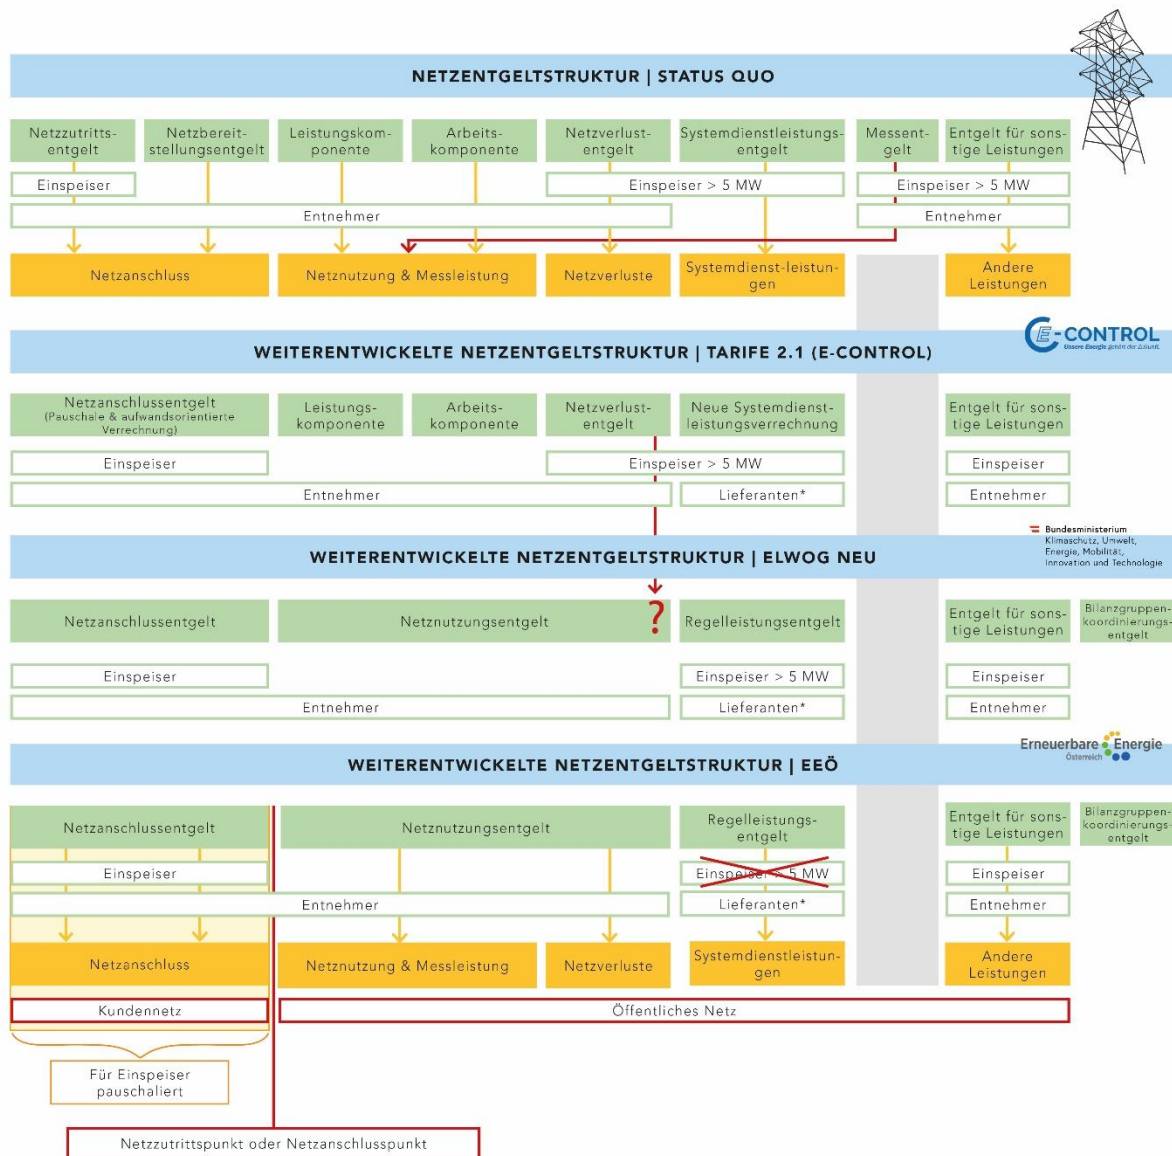 NETZENTGELTSTRUKTUR | STATUS QUO
Netzzutritts-
entgelt
Netzbereit-
stellungsentgelt
Leistungskom-
ponente
Arbeits-
komponente
Netzverlust-
entgelt
Systemdienstleistungs-
entgelt
Messent-
gelt
Entgelt für sons-
tige Leistungen
Einspeiser
Einspeiser > 5 MW
Einspeiser > 5 MW
Entnehmer
Entnehmer
Netzanschluss
Netznutzung & Messleistung
Netzverluste
Systemdienst-leistun-
gen
Andere
Leistungen
E-CONTROL
Unsere Energie gehört der Zukunft.
WEITERENTWICKELTE NETZENTGELTSTRUKTUR | TARIFE 2.1 (E-CONTROL)
Netzanschlussentgelt
(Pauschale & aufwandsorientierte
Verrechnung)
Leistungs-
komponente
Arbeits-
komponente
Netzverlust-
entgelt
Neue Systemdienst-
leistungsverrechnung
Entgelt für sons-
tige Leistungen
Einspeiser
Einspeiser > 5 MW
Einspeiser
Entnehmer
Lieferanten*
Entnehmer
Bundesministerium
Klimaschutz, Umwelt,
Energie, Mobilität,
Innovation und Technologie
WEITERENTWICKELTE NETZENTGELTSTRUKTUR | ELWOG NEU
Netzanschlussentgelt
Netznutzungsentgelt
?
Regelleistungsentgelt
Entgelt für sons-
tige Leistungen
Bilanzgruppen-
koordinierungs-
entgelt
Einspeiser
Einspeiser > 5 MW
Einspeiser
Entnehmer
Lieferanten*
Entnehmer
Erneuerbare Energie
Österreich
WEITERENTWICKELTE NETZENTGELTSTRUKTUR | EEÖ
Netzanschlussentgelt
Netznutzungsentgelt
Regelleistungs-
entgelt
Entgelt für sons-
tige Leistungen
Bilanzgruppen-
koordinierungs-
entgelt
Einspeiser
Einspeiser > 5 MW
Einspeiser
Entnehmer
Lieferanten*
Entnehmer
Netzanschluss
Netznutzung & Messleistung
Netzverluste
Systemdienstleistun-
gen
Andere
Leistungen
Kundennetz
Öffentliches Netz
Für Einspeiser
pauschaliert
Netzzutrittspunkt oder Netzanschlusspunkt